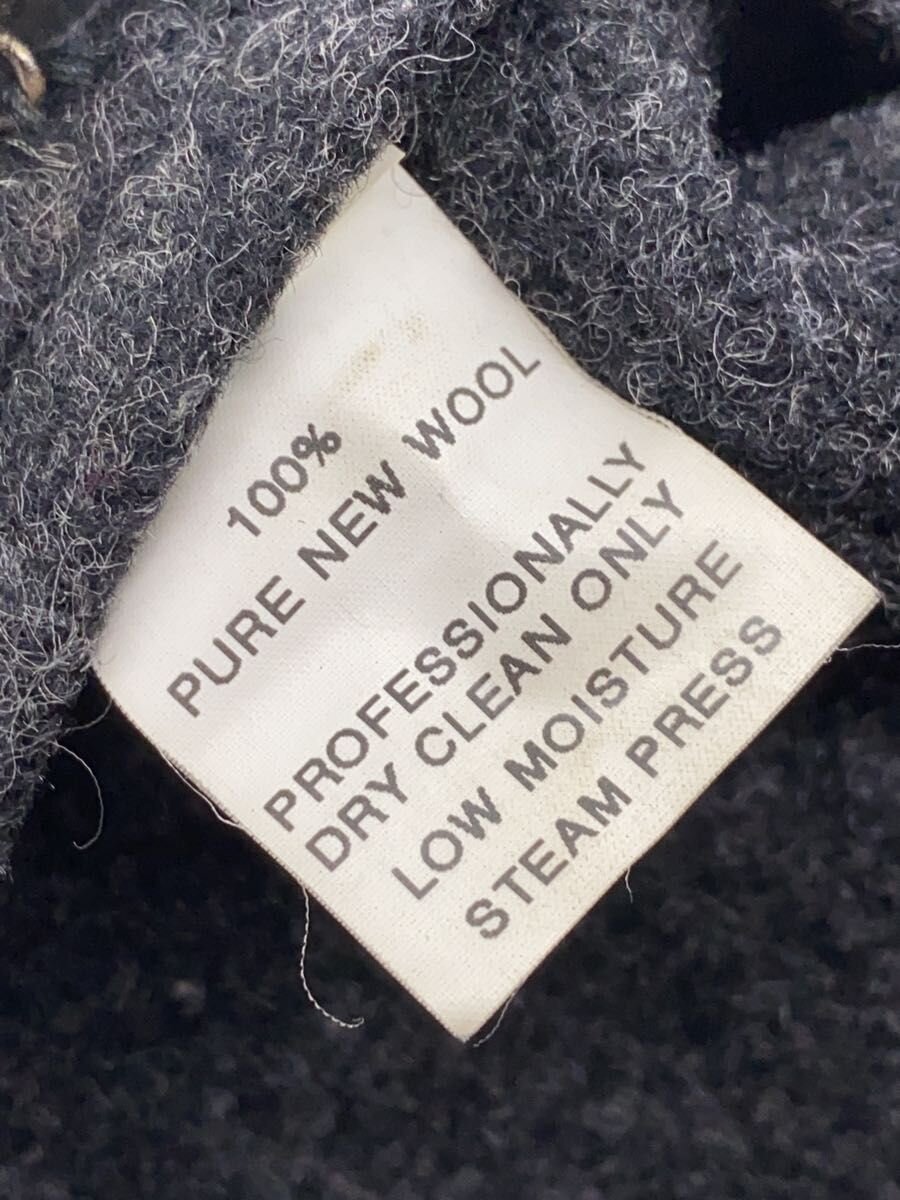 100%
PURE NEW WOOL
PROFESSIONALLY
DRY CLEAN ONLY
LOW MOISTURE
STEAM PRESS